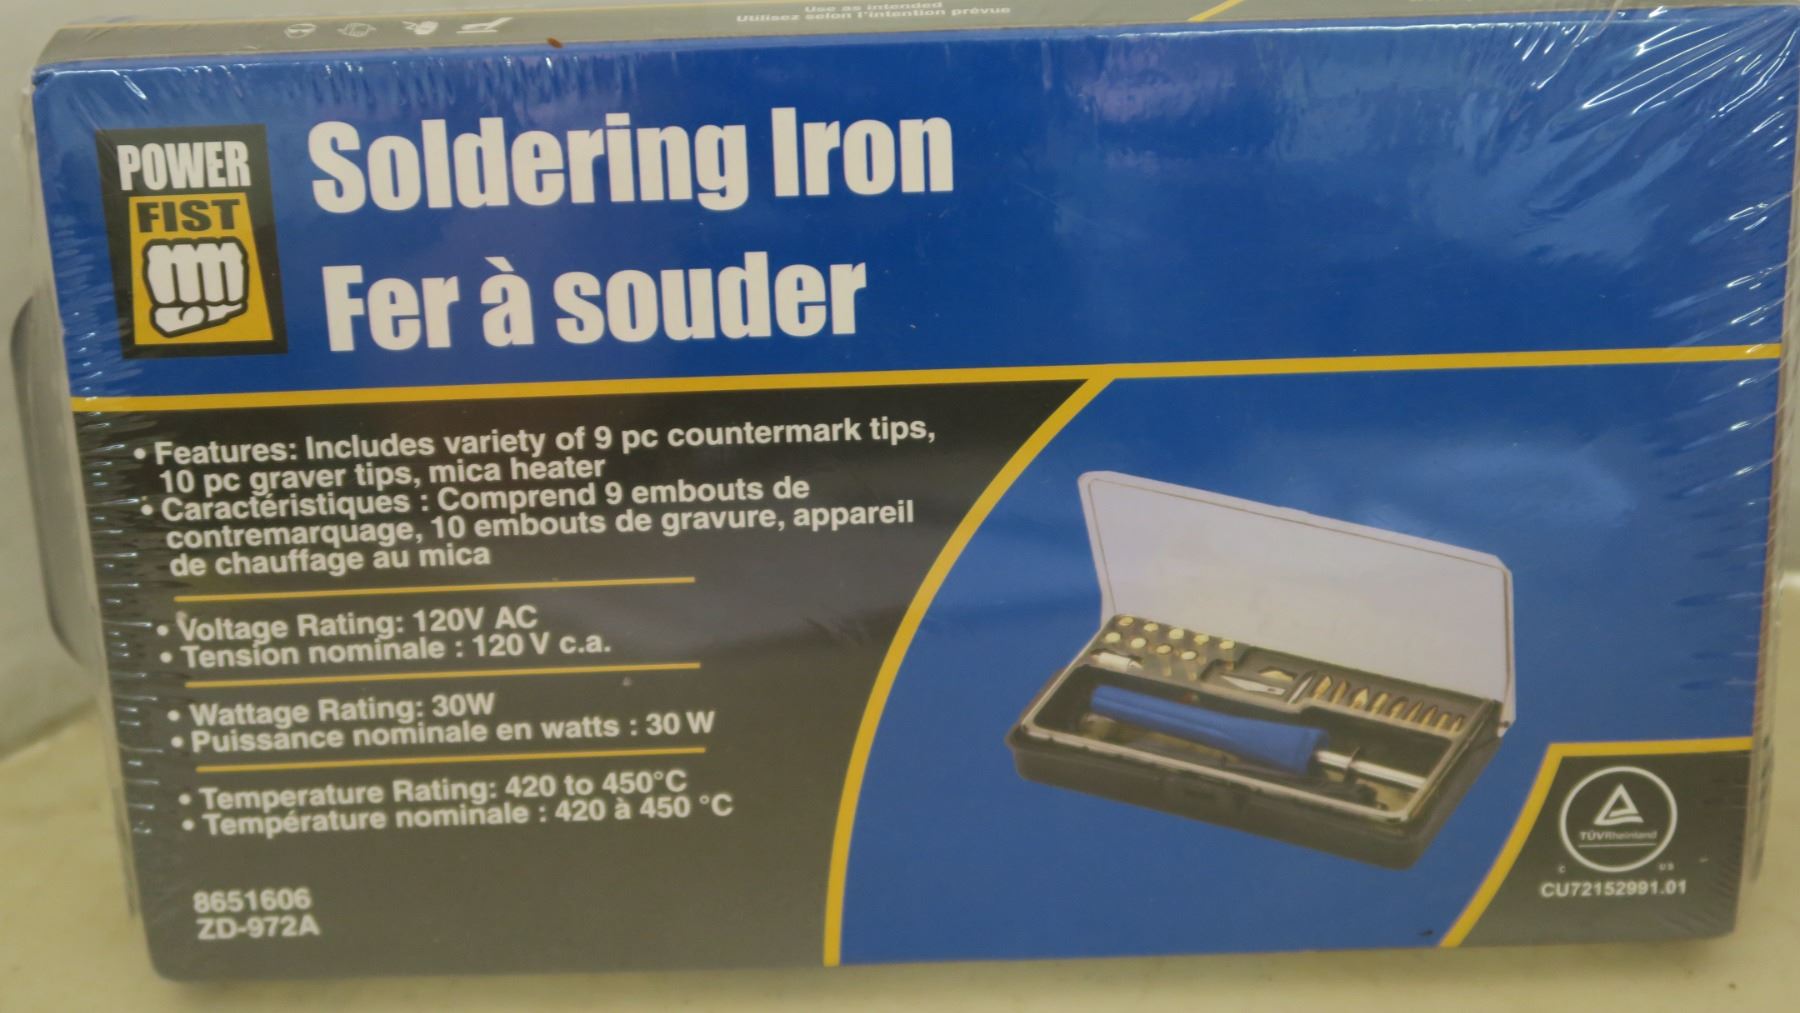 Use as intended
Utilisez selon l'intention prévue
POWER
FIST
Soldering Iron
Fer à souder
• Features: Includes variety of 9 pc countermark tips,
10 pc graver tips, mica heater
• Caractéristiques : Comprend 9 embouts de
contremarquage, 10 embouts de gravure, appareil
de chauffage au mica
• Voltage Rating: 120V AC
• Tension nominale : 120 V c.a.
• Wattage Rating: 30W
• Puissance nominale en watts : 30 W
• Temperature Rating: 420 to 450°C
• Température nominale : 420 à 450 °C
8651606
ZD-972A
TÜVRheinland
C US
CU72152991.01